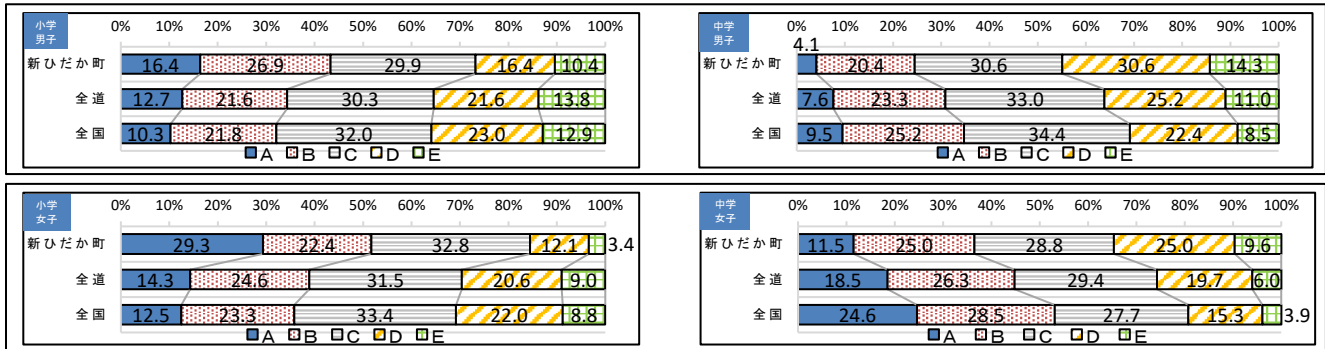 小学
男子
0% 10% 20% 30% 40% 50% 60% 70% 80% 90% 100%
新ひだか町 16.4 26.9 29.9 16.4 10.4
全道 12.7 21.6 30.3 21.6 13.8
全国 10.3 21.8 32.0 23.0 12.9
A B C D E
中学
男子
0% 10% 20% 30% 40% 50% 60% 70% 80% 90% 100%
新ひだか町 4.1 20.4 30.6 30.6 14.3
全道 7.6 23.3 33.0 25.2 11.0
全国 9.5 25.2 34.4 22.4 8.5
A B C D E
小学
女子
0% 10% 20% 30% 40% 50% 60% 70% 80% 90% 100%
新ひだか町 29.3 22.4 32.8 12.1 3.4
全道 14.3 24.6 31.5 20.6 9.0
全国 12.5 23.3 33.4 22.0 8.8
A B C D E
中学
女子
0% 10% 20% 30% 40% 50% 60% 70% 80% 90% 100%
新ひだか町 11.5 25.0 28.8 25.0 9.6
全道 18.5 26.3 29.4 19.7 6.0
全国 24.6 28.5 27.7 15.3 3.9
A B C D E